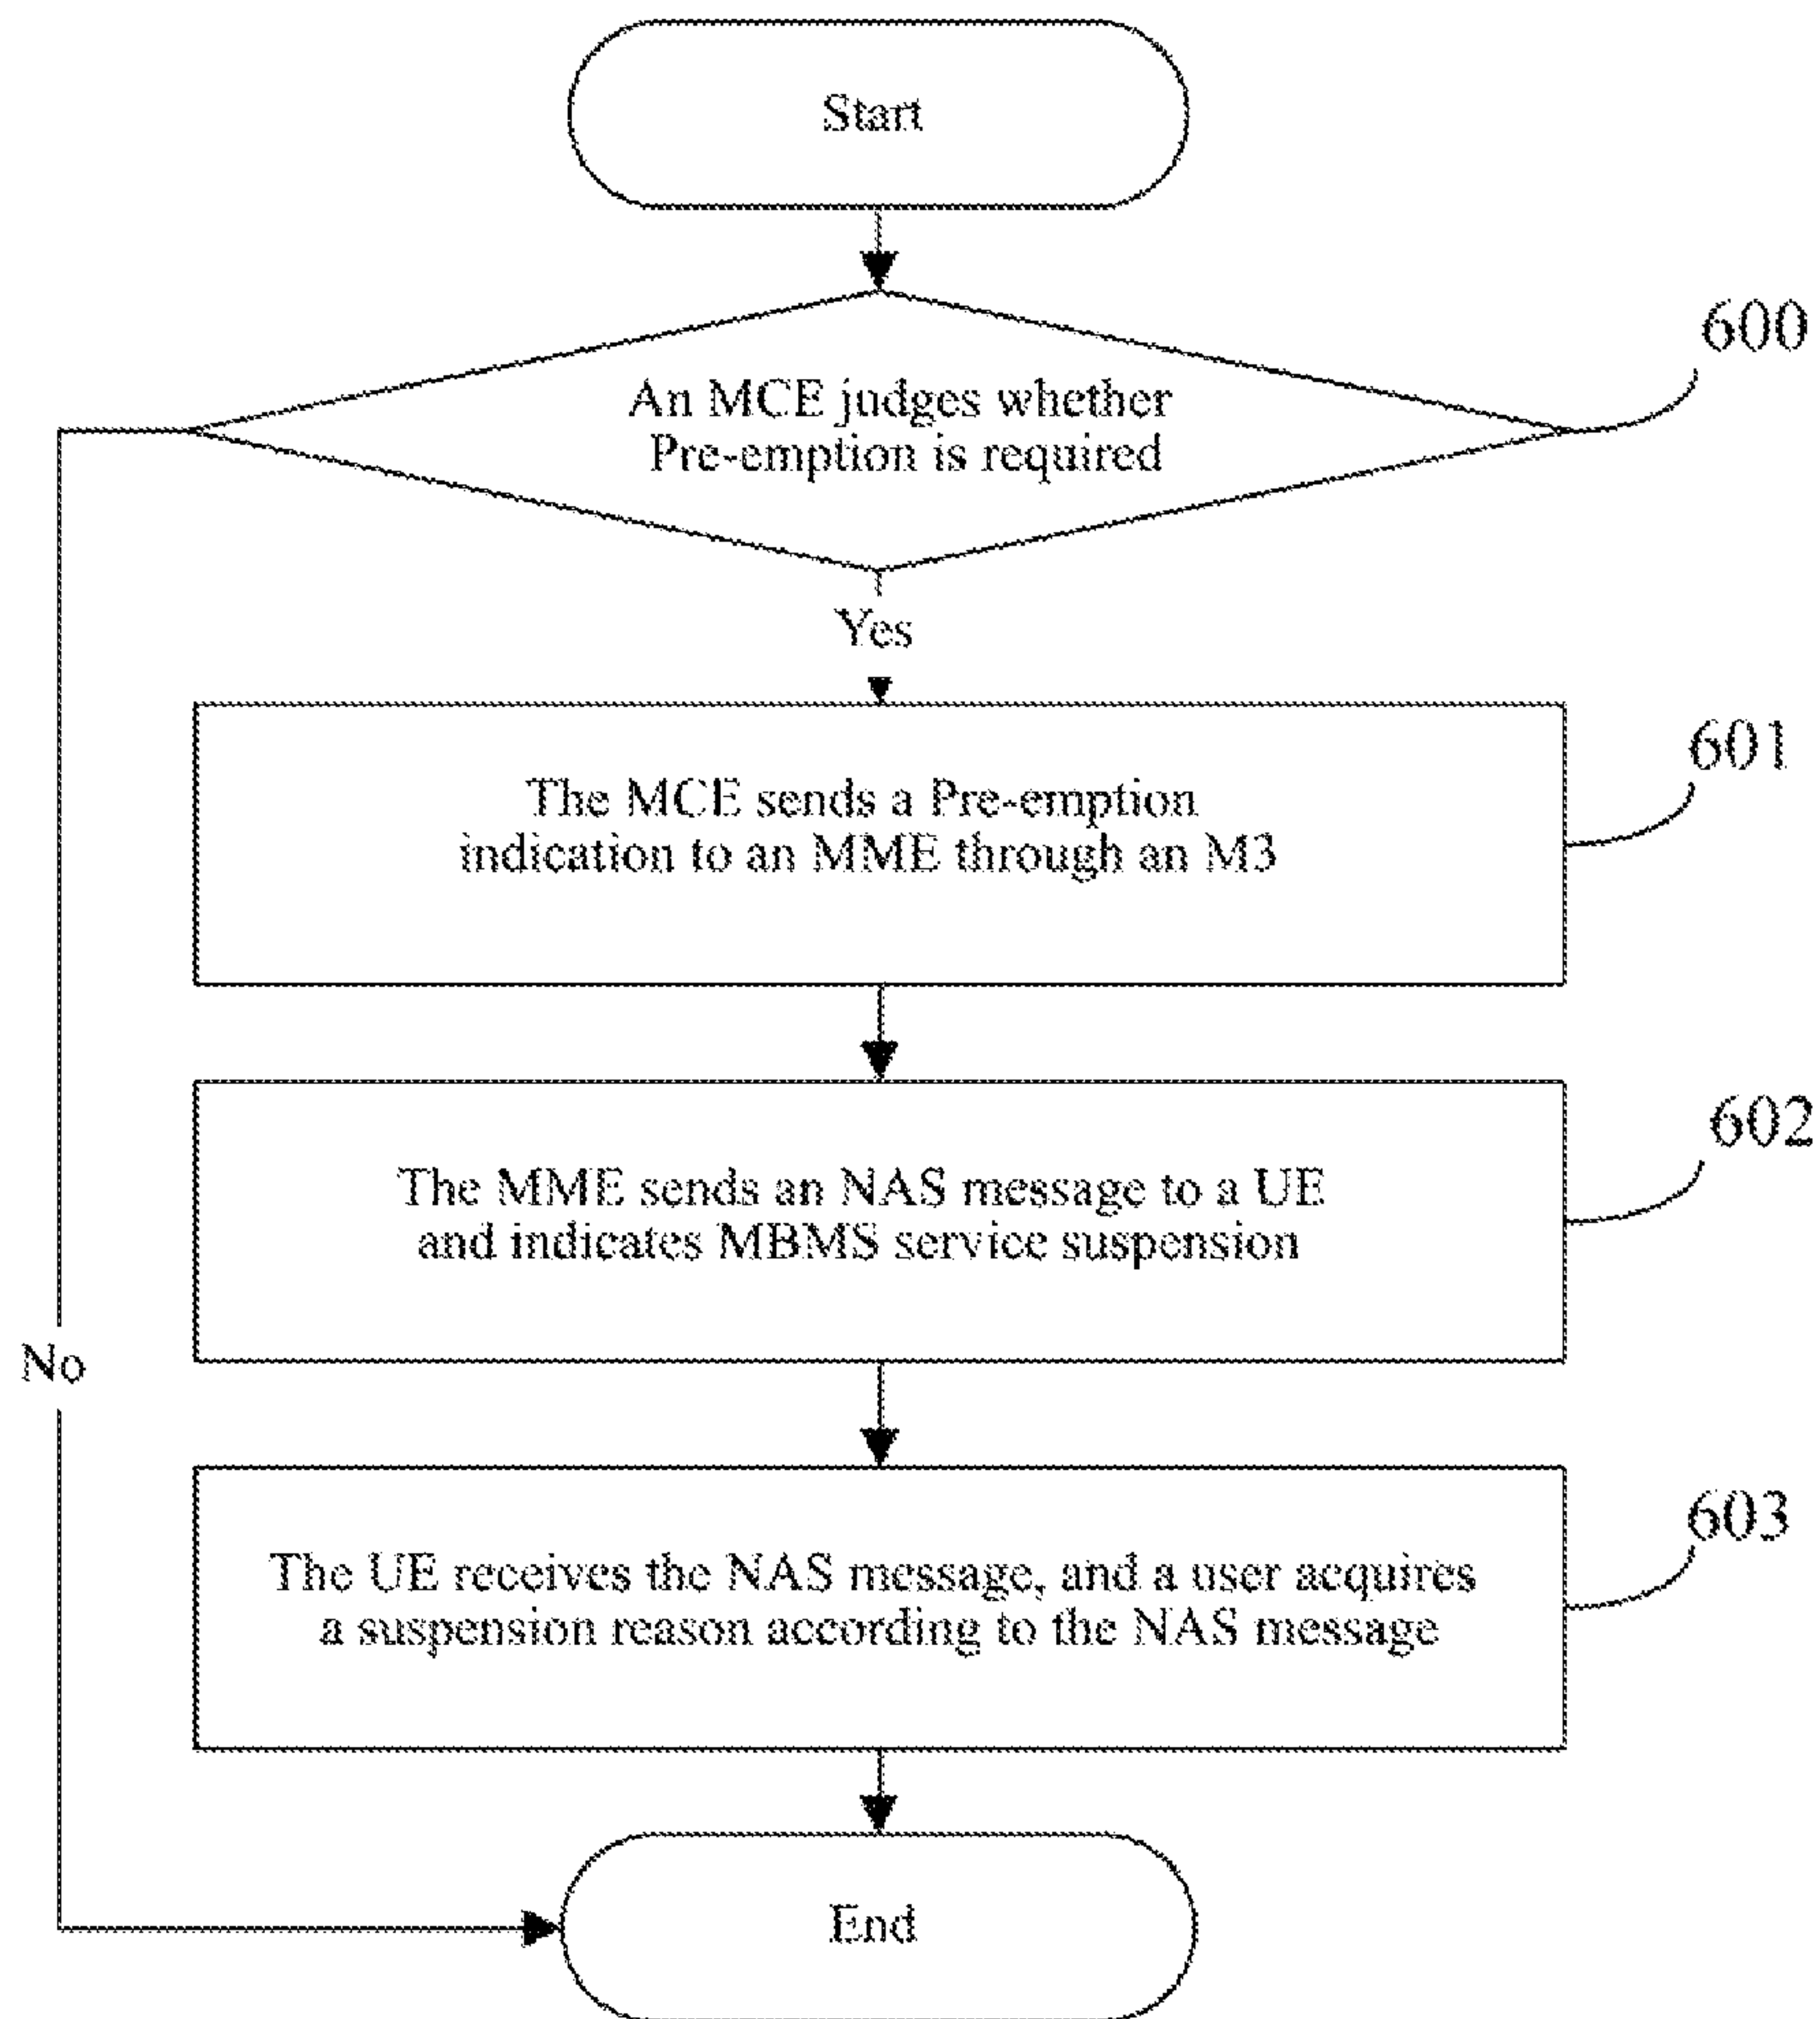 Start
600
An MCE judges whether
Pre-emption is required
Yes
601
The MCE sends a Pre-emption
indication to an MME through an M3
602
The MME sends an NAS message to a UE
and indicates MBMS service suspension
No
603
The UE receives the NAS message, and a user acquires
a suspension reason according to the NAS message
End